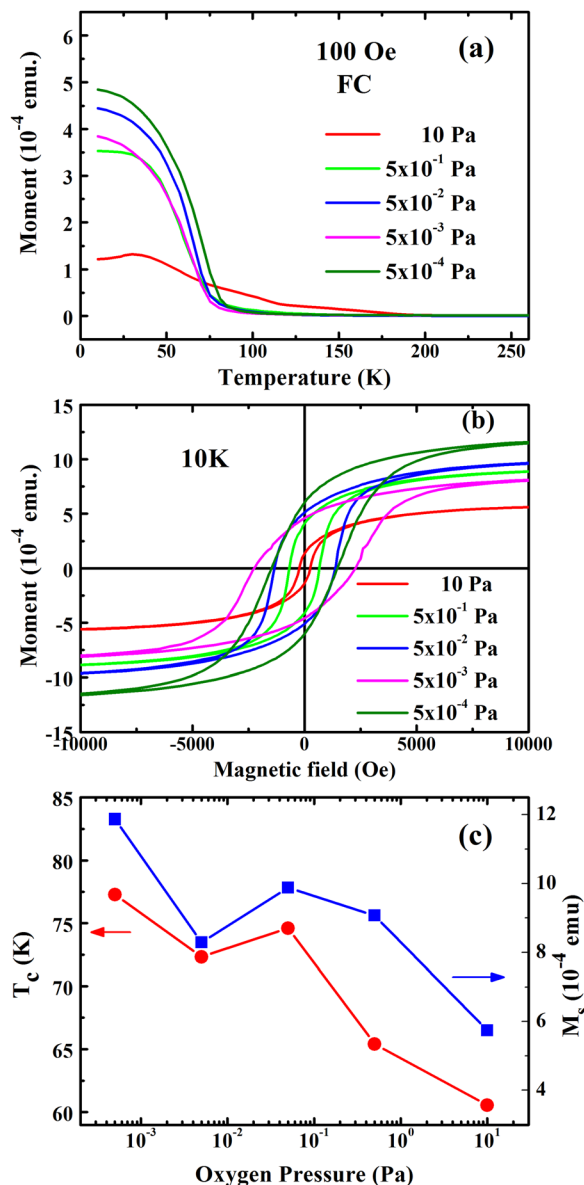 (a)
100 Oe
FC
10 Pa
5x10⁻¹ Pa
5x10⁻² Pa
5x10⁻³ Pa
5x10⁻⁴ Pa
Moment (10⁻⁴ emu.)
6
5
4
3
2
1
0
0 50 100 150 200 250
Temperature (K)
(b)
10K
10 Pa
5x10⁻¹ Pa
5x10⁻² Pa
5x10⁻³ Pa
5x10⁻⁴ Pa
Moment (10⁻⁴ emu.)
15
10
5
0
-5
-10
-15
-10000 -5000 0 5000 10000
Magnetic field (Oe)
(c)
T_c (K)
85
80
75
70
65
60
12
10
8
6
4
M_s (10⁻⁴ emu)
10⁻³ 10⁻² 10⁻¹ 10⁰ 10¹
Oxygen Pressure (Pa)